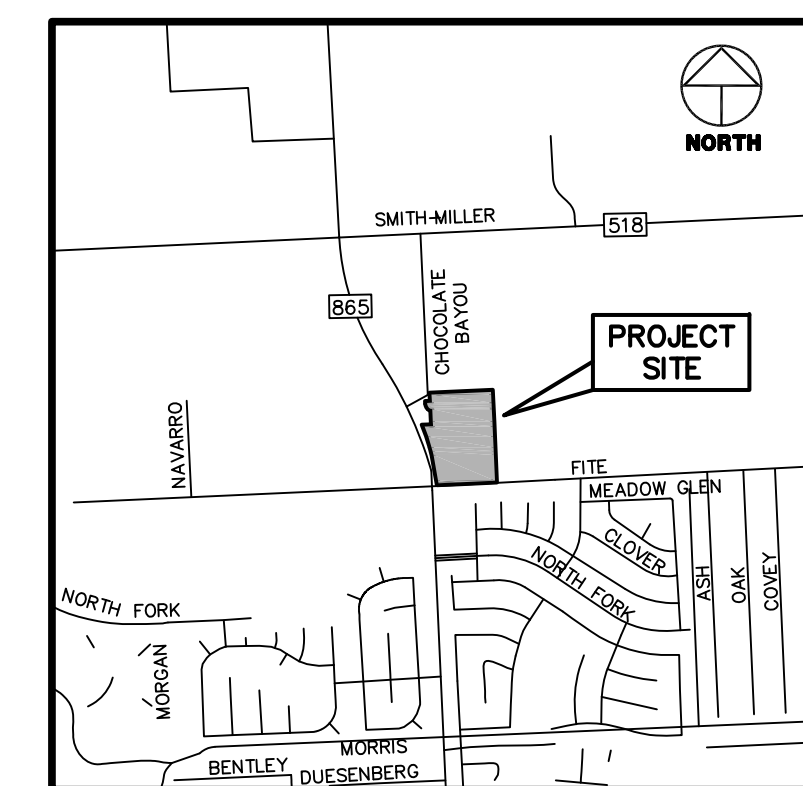 NORTH
SMITH-MILLER
518
865
CHOCOLATE
BAYOU
PROJECT
SITE
NAVARRO
FITE
MEADOW GLEN
CLOVER
NORTH FORK
ASH
OAK
COVEY
NORTH FORK
MORGAN
MORRIS
BENTLEY
DUESENBERG